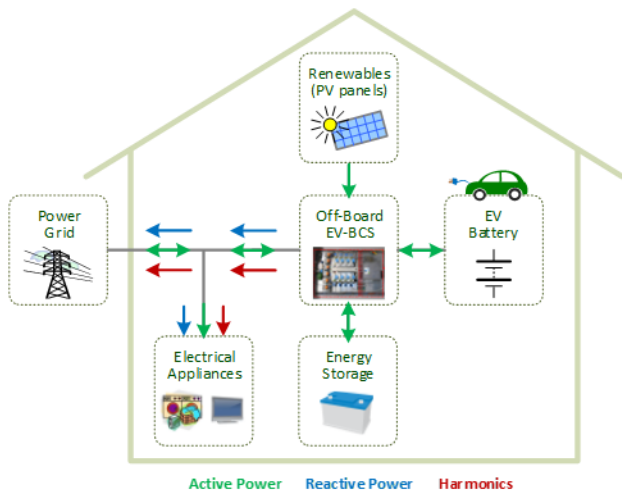 Renewables
(PV panels)
Power
Grid
Off-Board
EV-BCS
EV
Battery
Electrical
Appliances
Energy
Storage
Active Power Reactive Power Harmonics